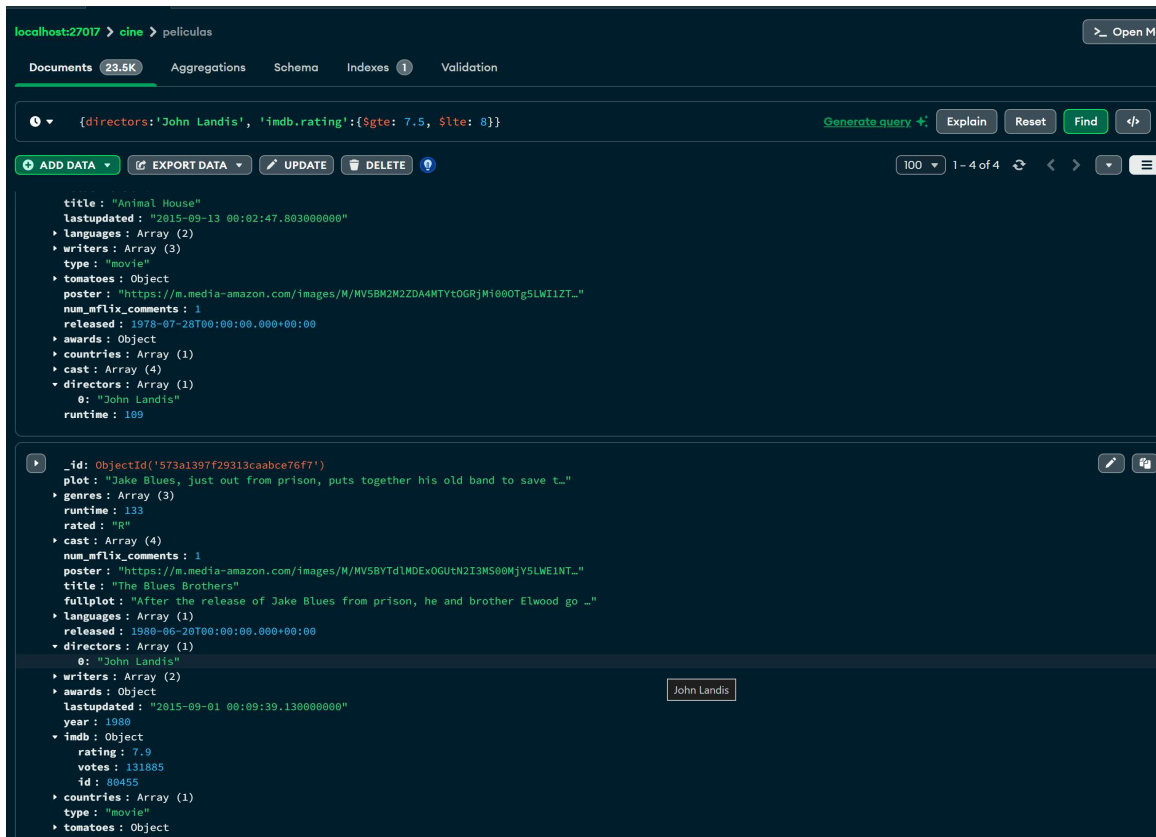 localhost:27017 > cine > peliculas
>_ Open M
Documents 23.5K Aggregations Schema Indexes 1 Validation
{directors:'John Landis', 'imdb.rating':{$gte: 7.5, $lte: 8}}
Generate query Explain Reset Find </>
ADD DATA EXPORT DATA UPDATE DELETE 100 1 – 4 of 4
title : "Animal House"
lastupdated : "2015-09-13 00:02:47.803000000"
languages : Array (2)
writers : Array (3)
type : "movie"
tomatoes : Object
poster : "https://m.media-amazon.com/images/M/MV5BM2M2ZDA4MTYtOGRjMi00OTg5LWI1ZT…"
num_mflix_comments : 1
released : 1978-07-28T00:00:00.000+00:00
awards : Object
countries : Array (1)
cast : Array (4)
directors : Array (1)
0: "John Landis"
runtime : 109
_id: ObjectId('573a1397f29313caabce76f7')
plot : "Jake Blues, just out from prison, puts together his old band to save t…"
genres : Array (3)
runtime : 133
rated : "R"
cast : Array (4)
num_mflix_comments : 1
poster : "https://m.media-amazon.com/images/M/MV5BYTdlMDExOGUtN2I3MS00MjY5LWE1NT…"
title : "The Blues Brothers"
fullplot : "After the release of Jake Blues from prison, he and brother Elwood go …"
languages : Array (1)
released : 1980-06-20T00:00:00.000+00:00
directors : Array (1)
0: "John Landis"
writers : Array (2)
awards : Object
John Landis
lastupdated : "2015-09-01 00:09:39.130000000"
year : 1980
imdb : Object
rating : 7.9
votes : 131885
id : 80455
countries : Array (1)
type : "movie"
tomatoes : Object